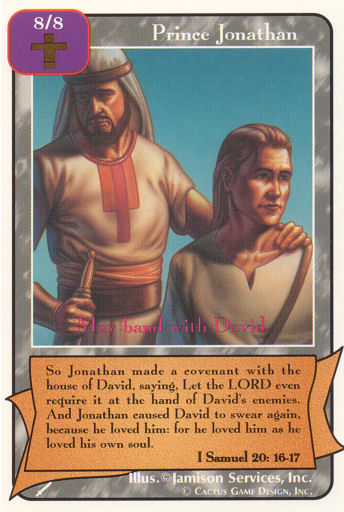 8/8
Prince Jonathan
May band with David
So Jonathan made a covenant with the
house of David, saying, Let the LORD even
require it at the hand of David's enemies.
And Jonathan caused David to swear again,
because he loved him: for he loved him as he
loved his own soul.
I Samuel 20: 16-17
Illus.©Jamison Services, Inc.
© CACTUS GAME DESIGN, INC.